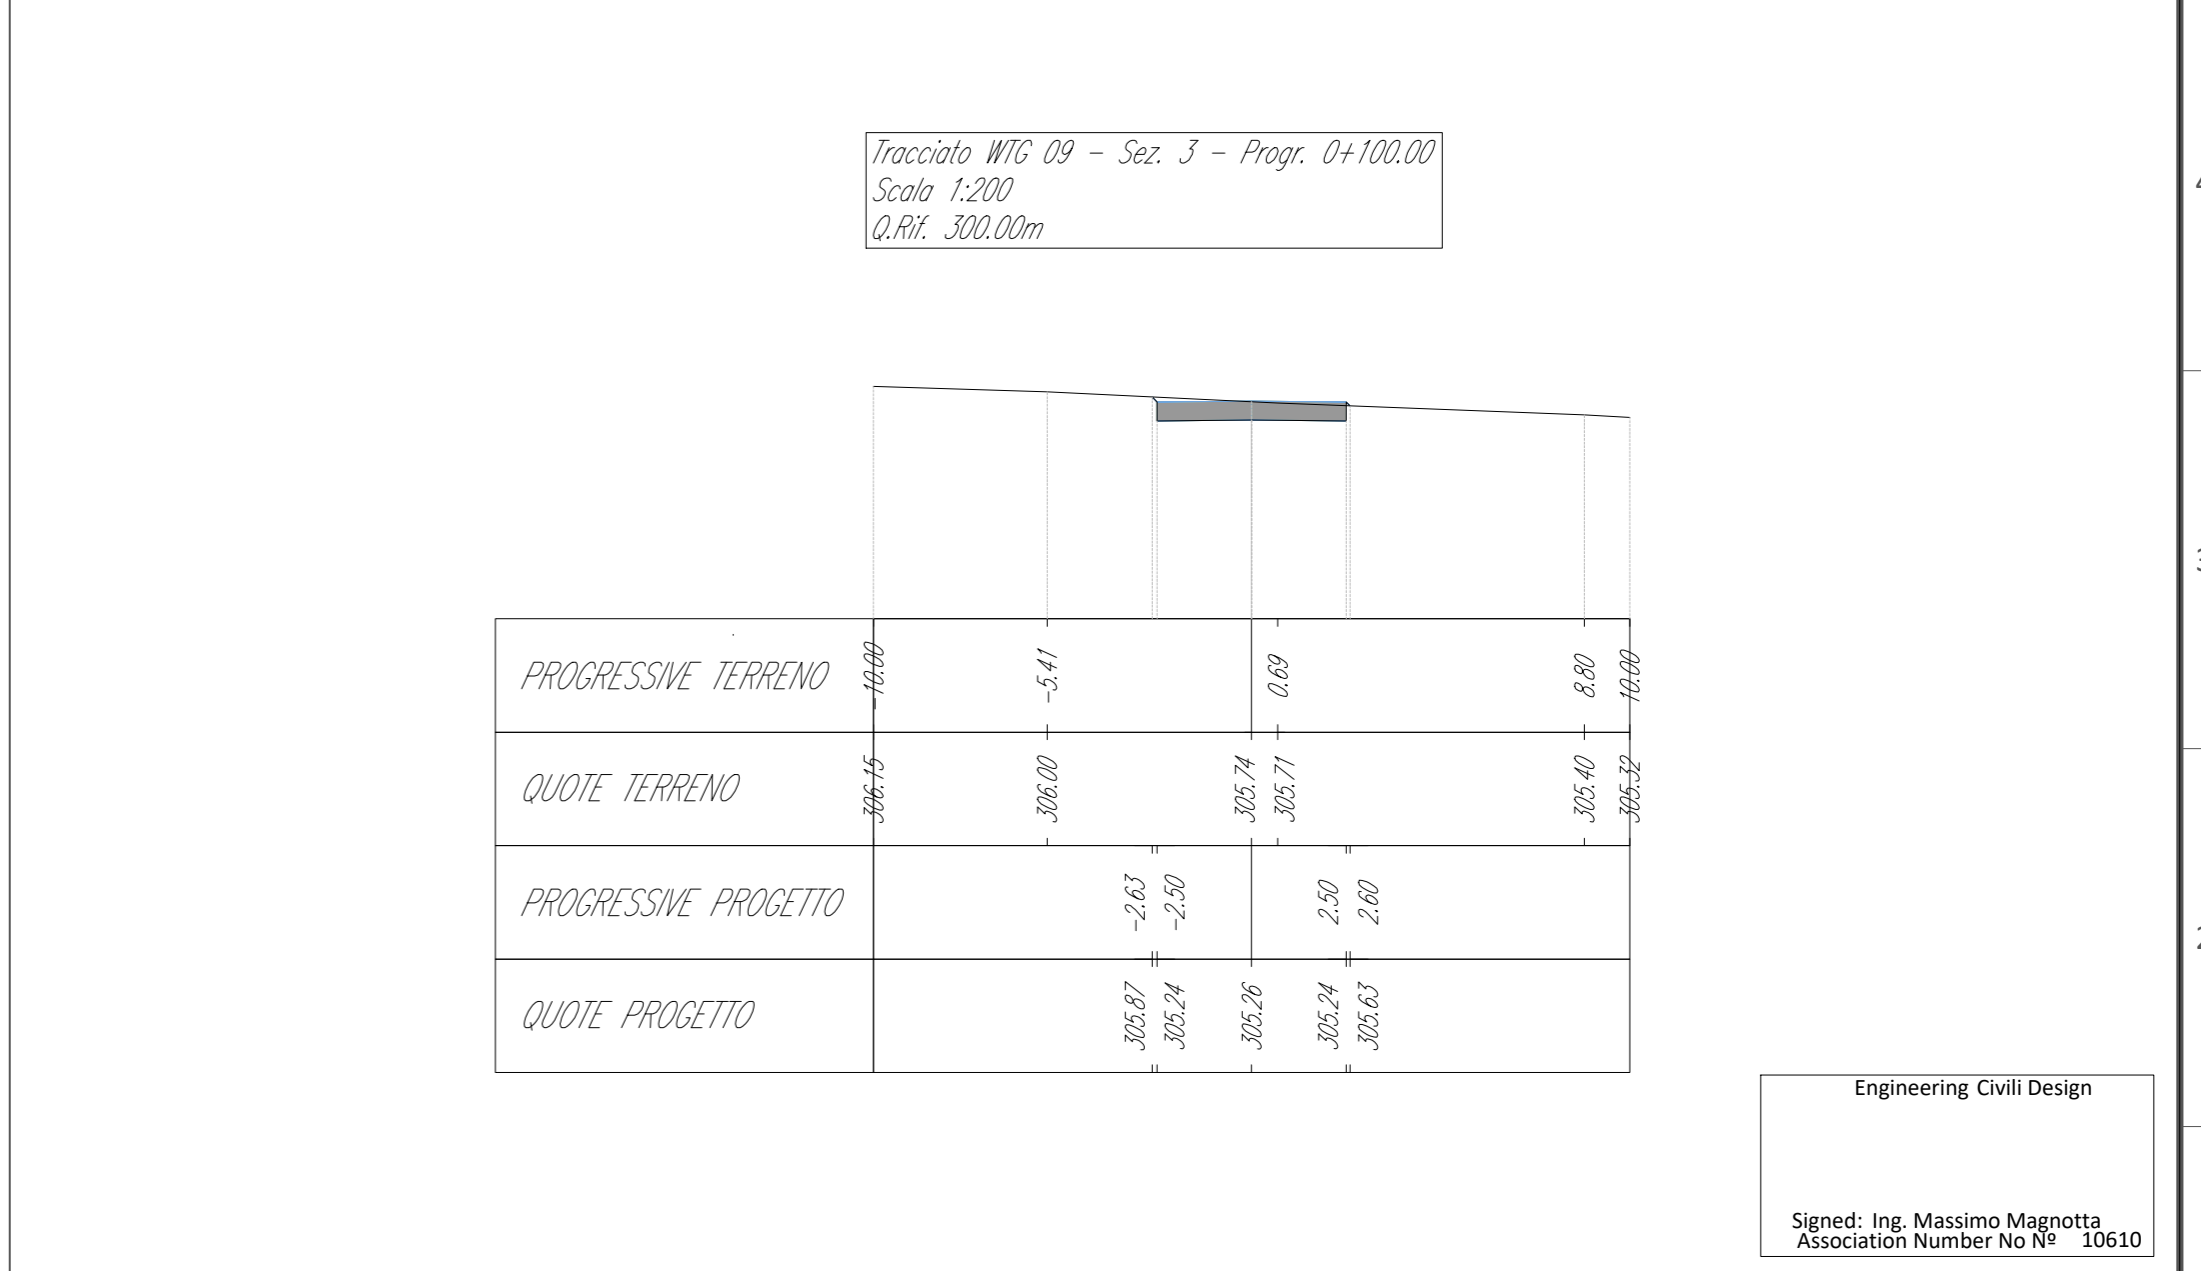 Tracciato WTG 09 - Sez. 3 - Progr. 0+100.00
Scala 1:200
Q.Rif. 300.00m
PROGRESSIVE TERRENO -10.00 -5.41 0.69 8.80 10.00
QUOTE TERRENO 306.15 306.00 305.74 305.71 305.40 305.32
PROGRESSIVE PROGETTO -2.63 -2.50 2.50 2.60
QUOTE PROGETTO 305.87 305.24 305.26 305.24 305.63
Engineering Civili Design
Signed: Ing. Massimo Magnotta
Association Number No Nº 10610